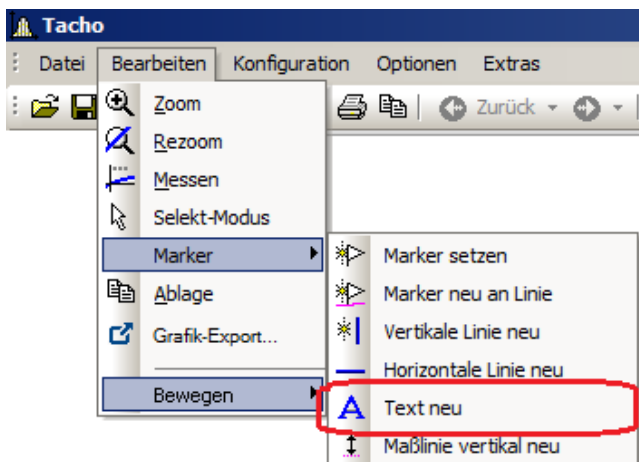 Tacho
Datei Bearbeiten Konfiguration Optionen Extras
Zurück
Zoom
Rezoom
Messen
Selekt-Modus
Marker
Ablage
Grafik-Export...
Bewegen
Marker setzen
Marker neu an Linie
Vertikale Linie neu
Horizontale Linie neu
A Text neu
Maßlinie vertikal neu